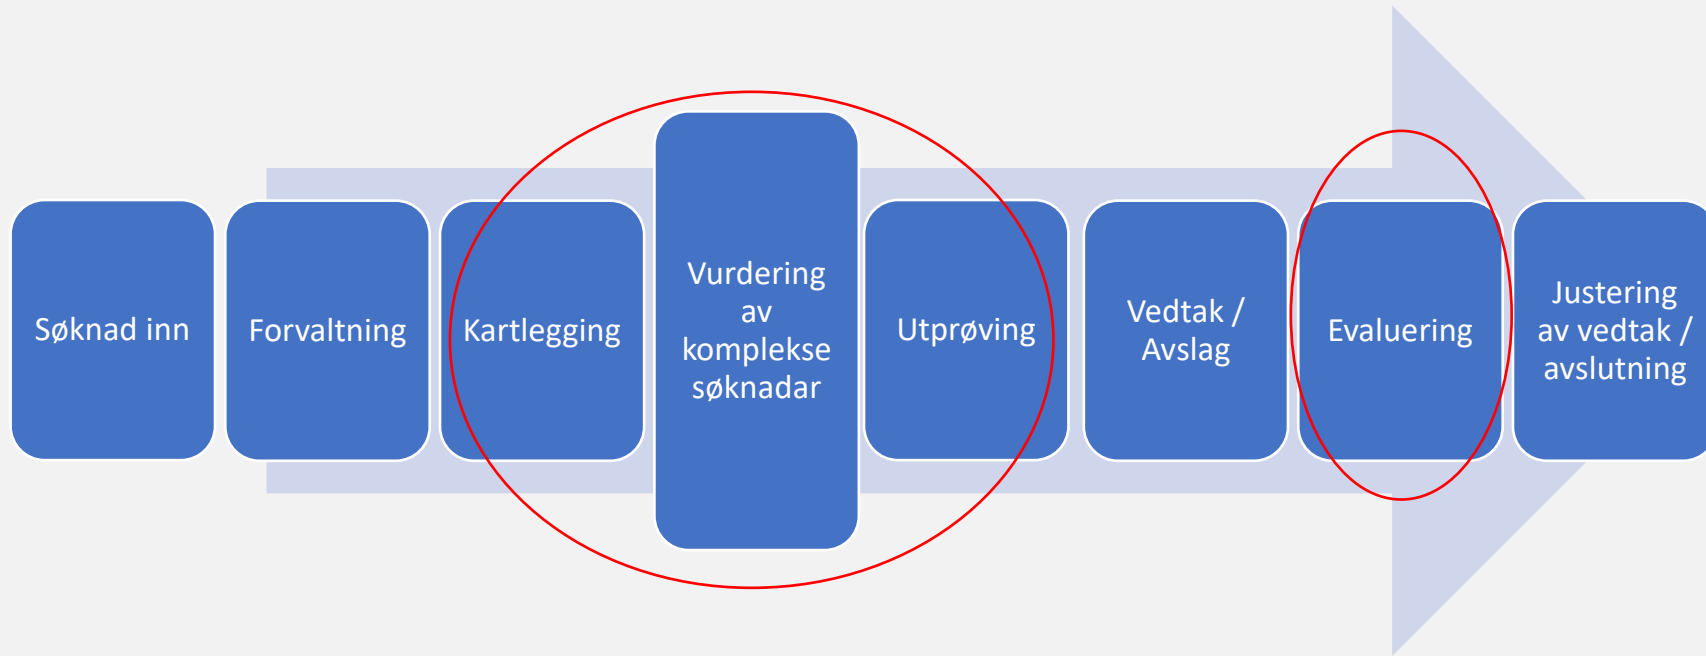 Søknad inn
Forvaltning
Kartlegging
Vurdering
av
komplekse
søknadar
Utprøving
Vedtak /
Avslag
Evaluering
Justering
av vedtak /
avslutning